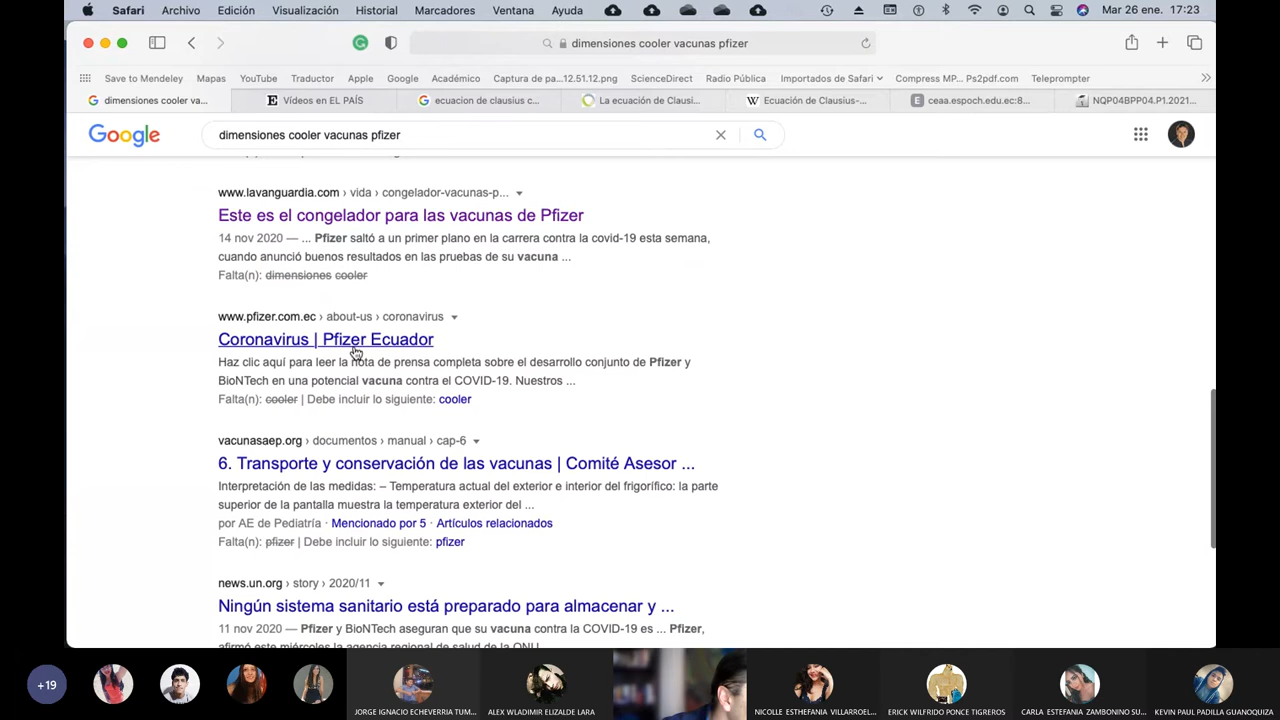 Safari Archivo Edición Visualización Historial Marcadores Ventana Ayuda Mar 26 ene. 17:23
dimensiones cooler vacunas pfizer
Save to Mendeley Mapas YouTube Traductor Apple Google Académico Captura de pa...12.51.12.png ScienceDirect Radio Pública Importados de Safari Compress MP... Ps2pdf.com Teleprompter
dimensiones cooler va... Vídeos en EL PAÍS ecuacion de clausius c... La ecuación de Clausi... Ecuación de Clausius-... ceaa.espoch.edu.ec:8... NQP04BPP04.P1.2021...
Google dimensiones cooler vacunas pfizer
www.lavanguardia.com › vida › congelador-vacunas-p...
Este es el congelador para las vacunas de Pfizer
14 nov 2020 — ... Pfizer saltó a un primer plano en la carrera contra la covid-19 esta semana,
cuando anunció buenos resultados en las pruebas de su vacuna ...
Falta(n): dimensiones cooler
www.pfizer.com.ec › about-us › coronavirus
Coronavirus | Pfizer Ecuador
Haz clic aquí para leer la nota de prensa completa sobre el desarrollo conjunto de Pfizer y
BioNTech en una potencial vacuna contra el COVID-19. Nuestros ...
Falta(n): cooler | Debe incluir lo siguiente: cooler
vacunasaep.org › documentos › manual › cap-6
6. Transporte y conservación de las vacunas | Comité Asesor ...
Interpretación de las medidas: – Temperatura actual del exterior e interior del frigorífico: la parte
superior de la pantalla muestra la temperatura exterior del ...
por AE de Pediatría · Mencionado por 5 · Artículos relacionados
Falta(n): pfizer | Debe incluir lo siguiente: pfizer
news.un.org › story › 2020/11
Ningún sistema sanitario está preparado para almacenar y ...
11 nov 2020 — Pfizer y BioNTech aseguran que su vacuna contra la COVID-19 es ... Pfizer,
afirmó este miércoles la agencia regional de salud de la ONU
+19 JORGE IGNACIO ECHEVERRIA TUM... ALEX WLADIMIR ELIZALDE LARA NICOLLE ESTHEFANIA VILLARROEL... ERICK WILFRIDO PONCE TIGREROS CARLA ESTEFANIA ZAMBONINO SU... KEVIN PAUL PADILLA GUANOQUIZA